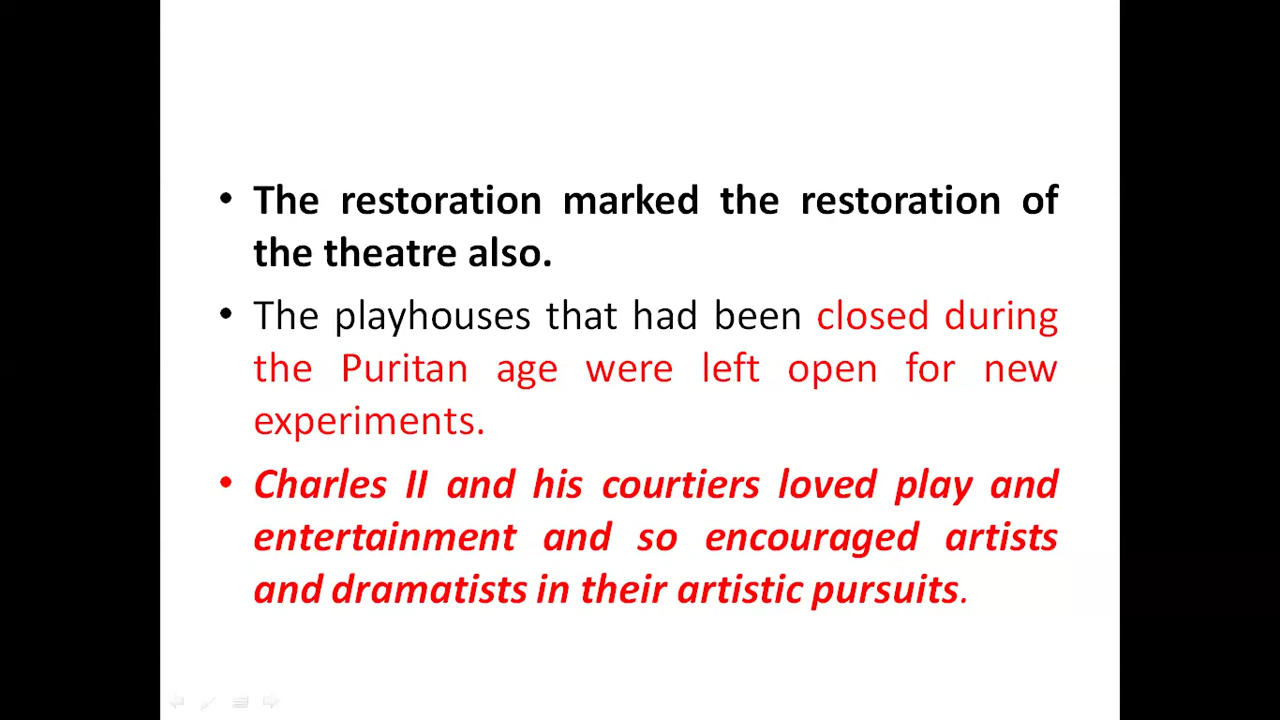 • The restoration marked the restoration of
the theatre also.
• The playhouses that had been closed during
the Puritan age were left open for new
experiments.
• Charles II and his courtiers loved play and
entertainment and so encouraged artists
and dramatists in their artistic pursuits.